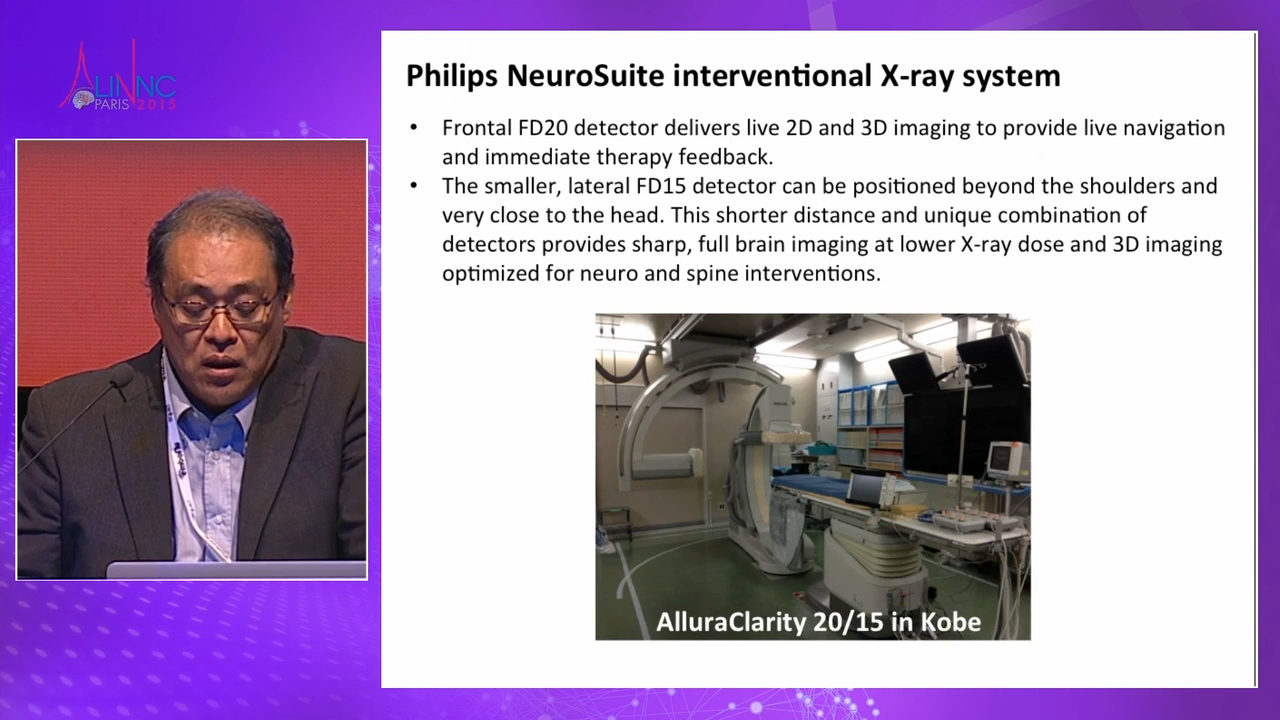 LINNC
PARIS 2015
Philips NeuroSuite interventional X-ray system
• Frontal FD20 detector delivers live 2D and 3D imaging to provide live navigation
and immediate therapy feedback.
• The smaller, lateral FD15 detector can be positioned beyond the shoulders and
very close to the head. This shorter distance and unique combination of
detectors provides sharp, full brain imaging at lower X-ray dose and 3D imaging
optimized for neuro and spine interventions.
AlluraClarity 20/15 in Kobe